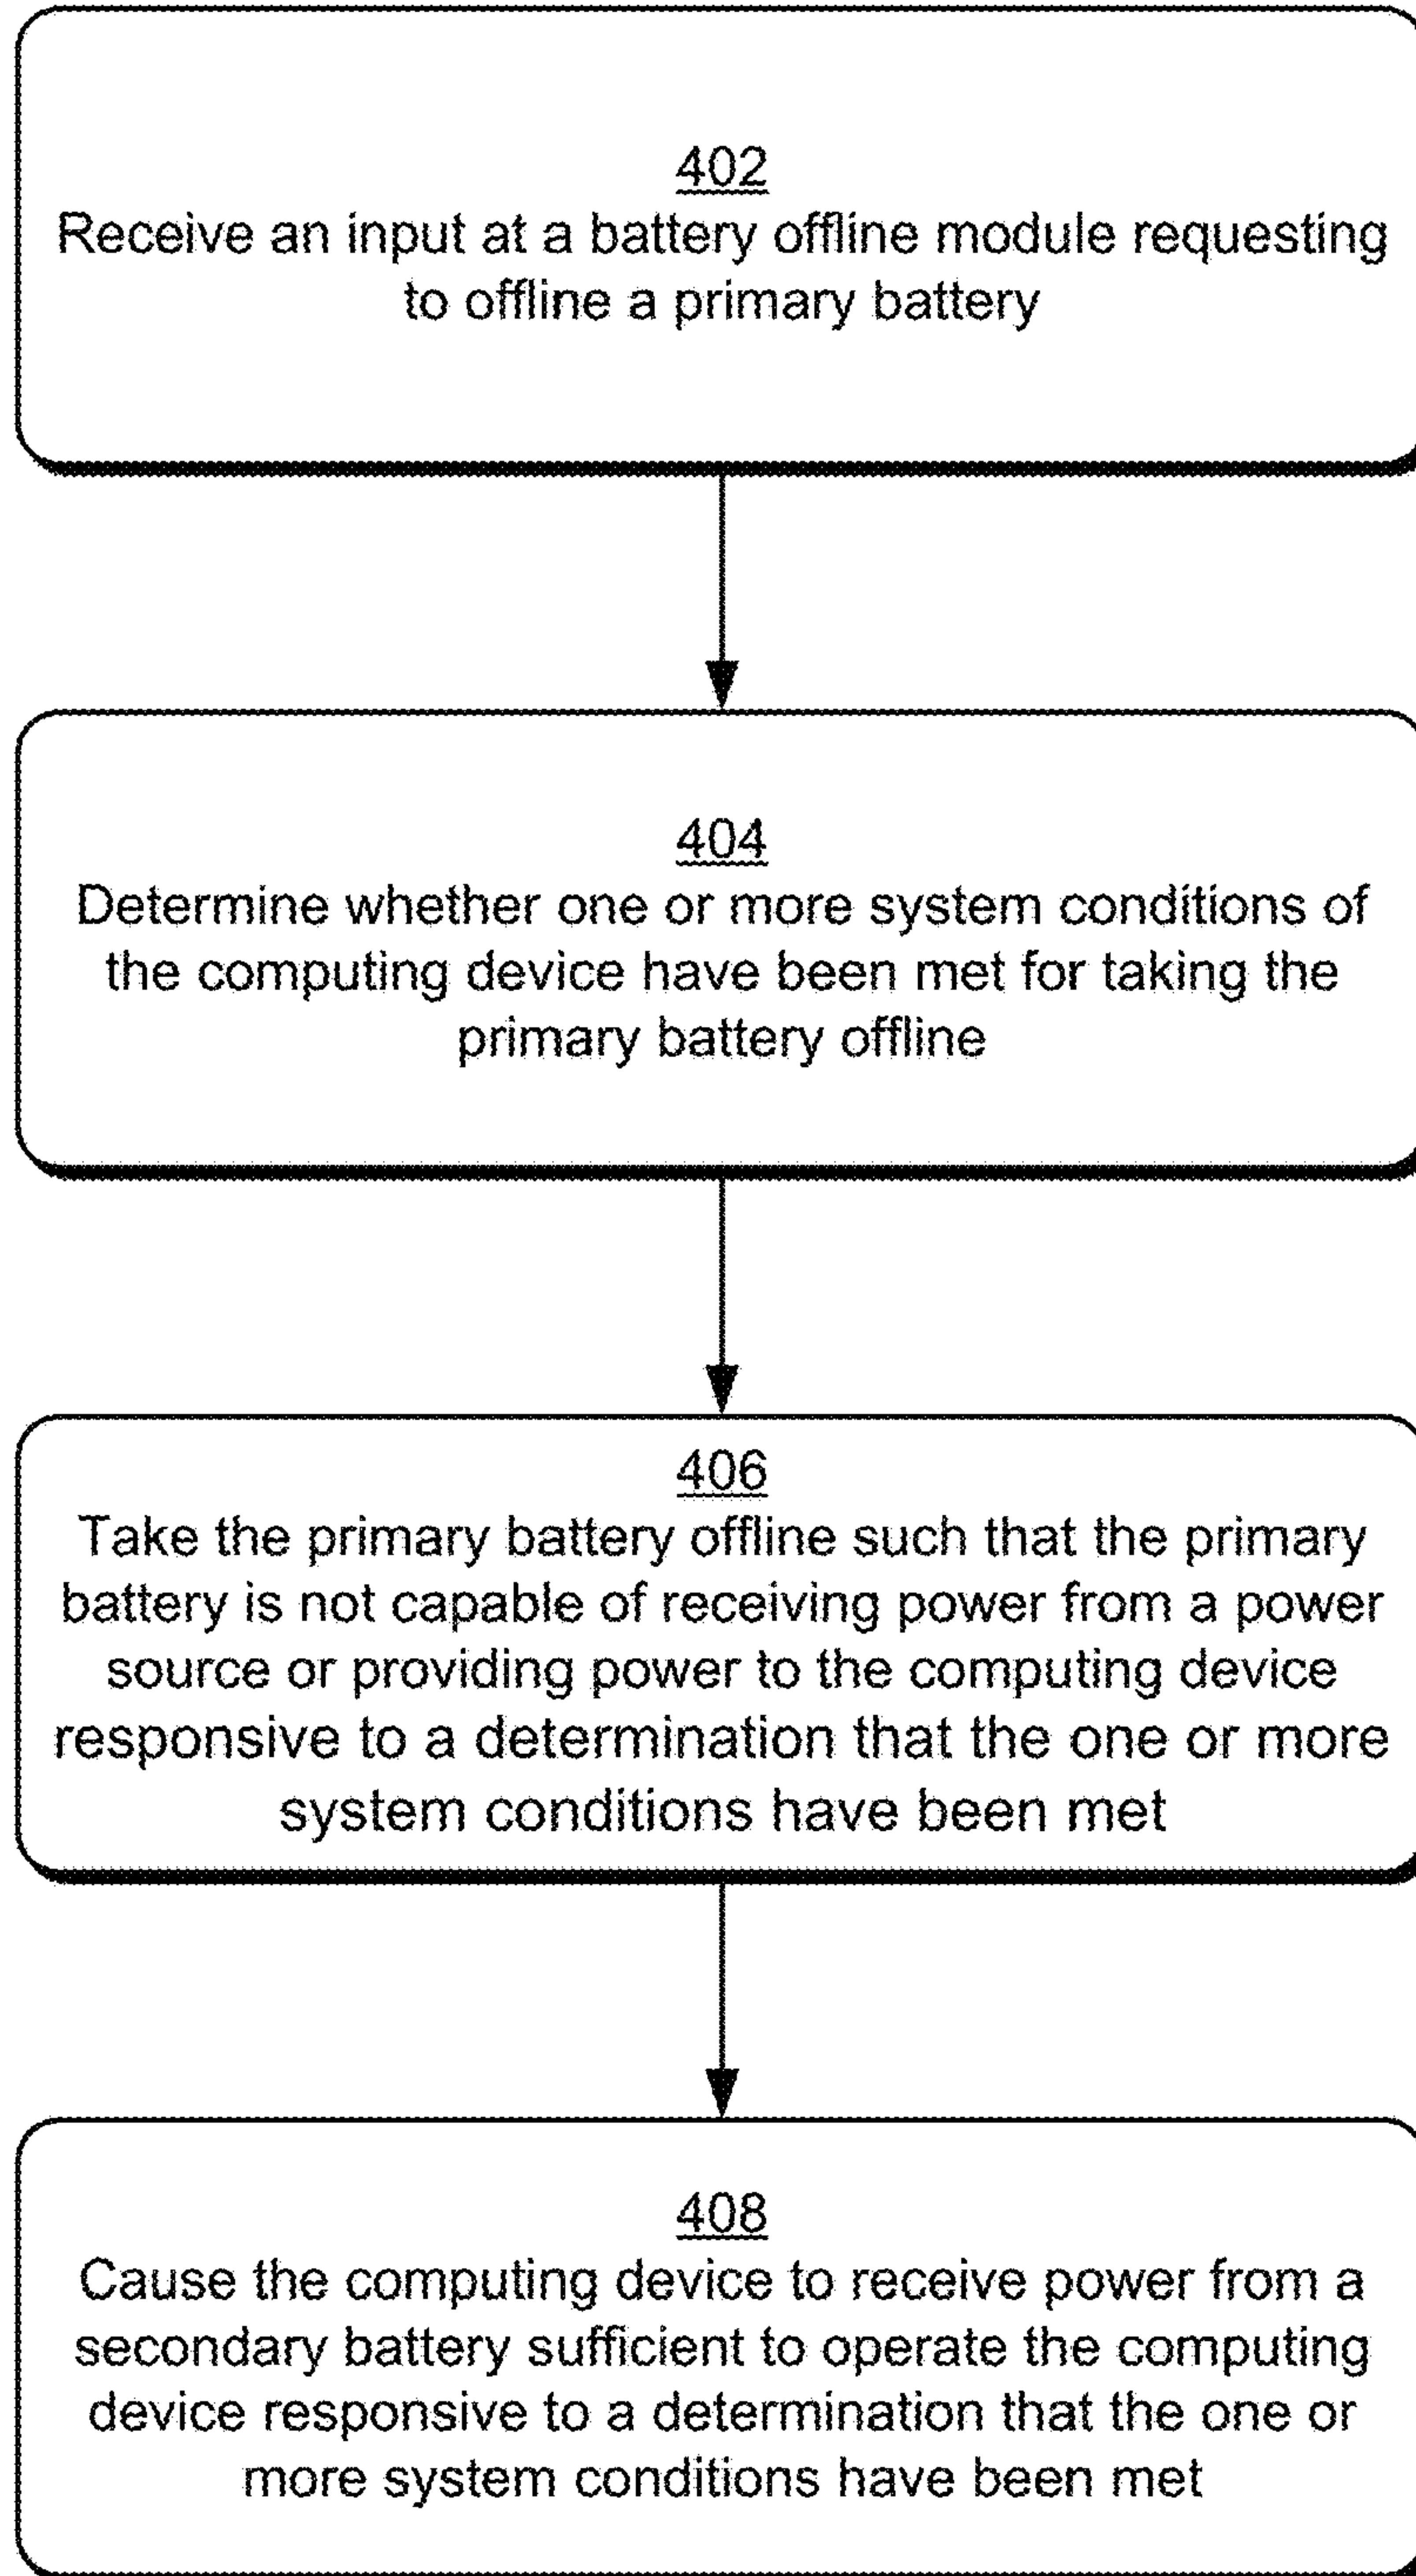 402
Receive an input at a battery offline module requesting
to offline a primary battery
404
Determine whether one or more system conditions of
the computing device have been met for taking the
primary battery offline
406
Take the primary battery offline such that the primary
battery is not capable of receiving power from a power
source or providing power to the computing device
responsive to a determination that the one or more
system conditions have been met
408
Cause the computing device to receive power from a
secondary battery sufficient to operate the computing
device responsive to a determination that the one or
more system conditions have been met